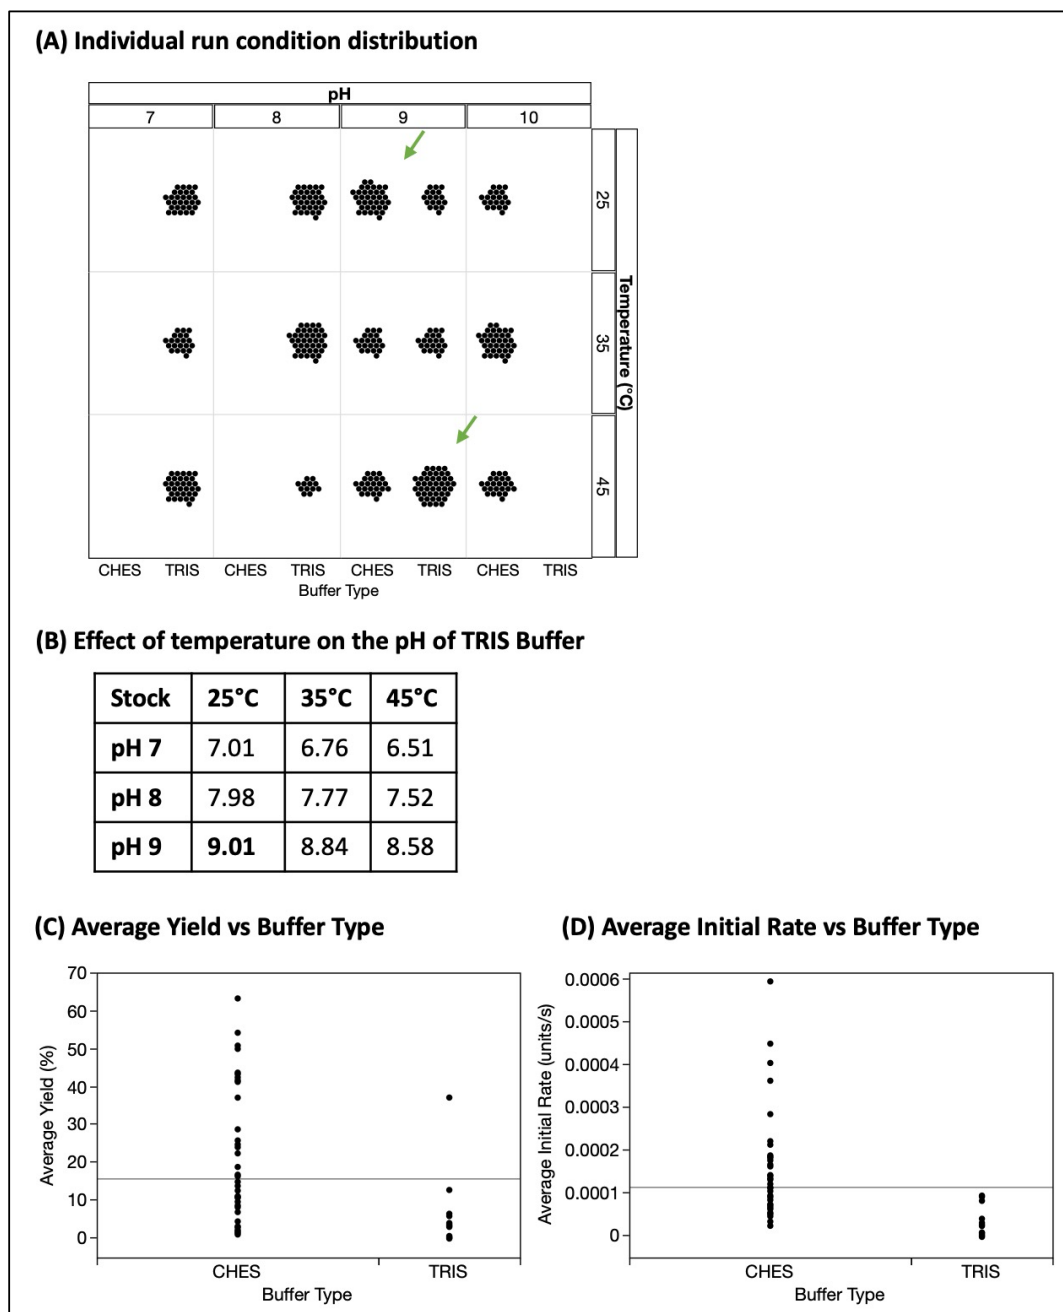 (A) Individual run condition distribution
pH
7 8 9 10
25
35
45
Temperature (°C)
CHES TRIS CHES TRIS CHES TRIS CHES TRIS
Buffer Type
(B) Effect of temperature on the pH of TRIS Buffer
Stock 25°C 35°C 45°C
pH 7 7.01 6.76 6.51
pH 8 7.98 7.77 7.52
pH 9 9.01 8.84 8.58
(C) Average Yield vs Buffer Type
70
60
50
40
30
20
10
0
Average Yield (%)
CHES TRIS
Buffer Type
(D) Average Initial Rate vs Buffer Type
0.0006
0.0005
0.0004
0.0003
0.0002
0.0001
0
Average Initial Rate (units/s)
CHES TRIS
Buffer Type